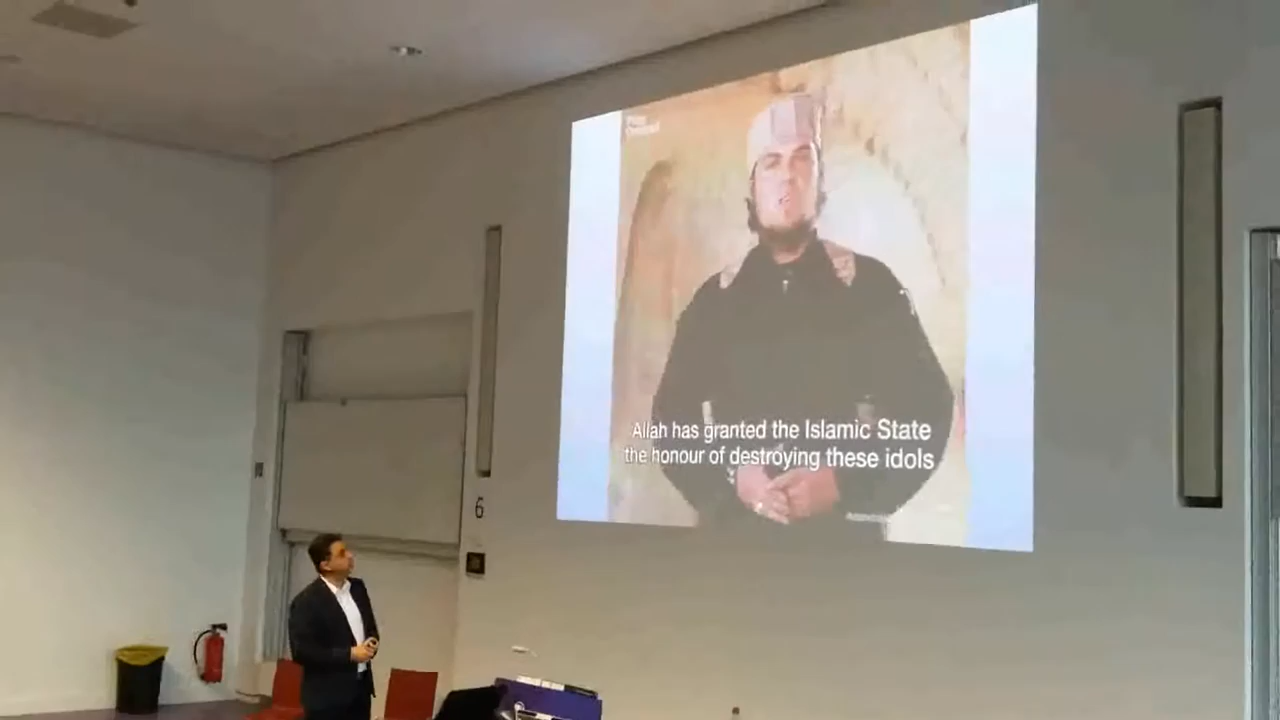 Allah has granted the Islamic State
the honour of destroying these idols
6